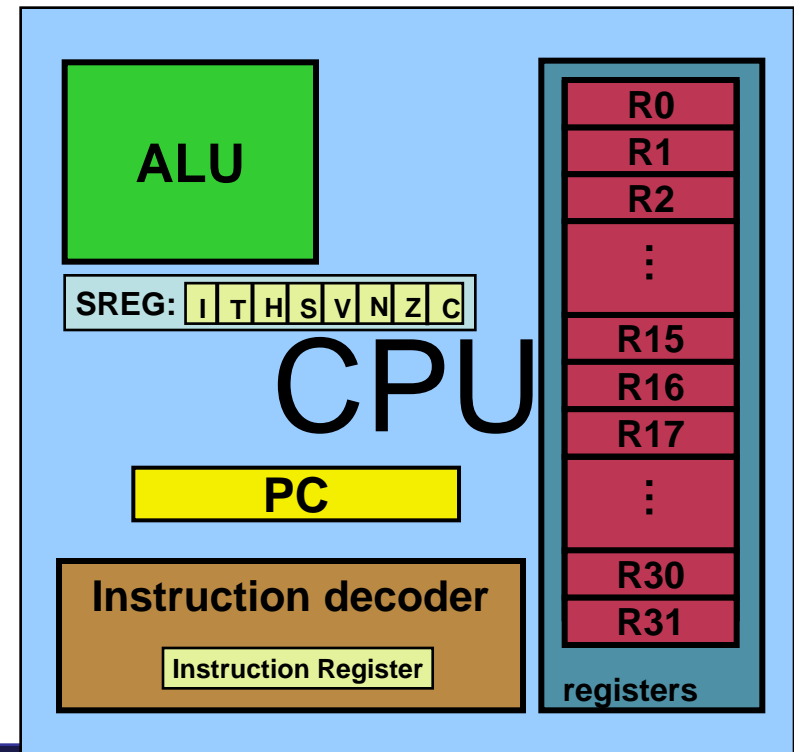 ALU
SREG: I T H S V N Z C
CPU
PC
Instruction decoder
Instruction Register
R0
R1
R2
⋮
R15
R16
R17
⋮
R30
R31
registers